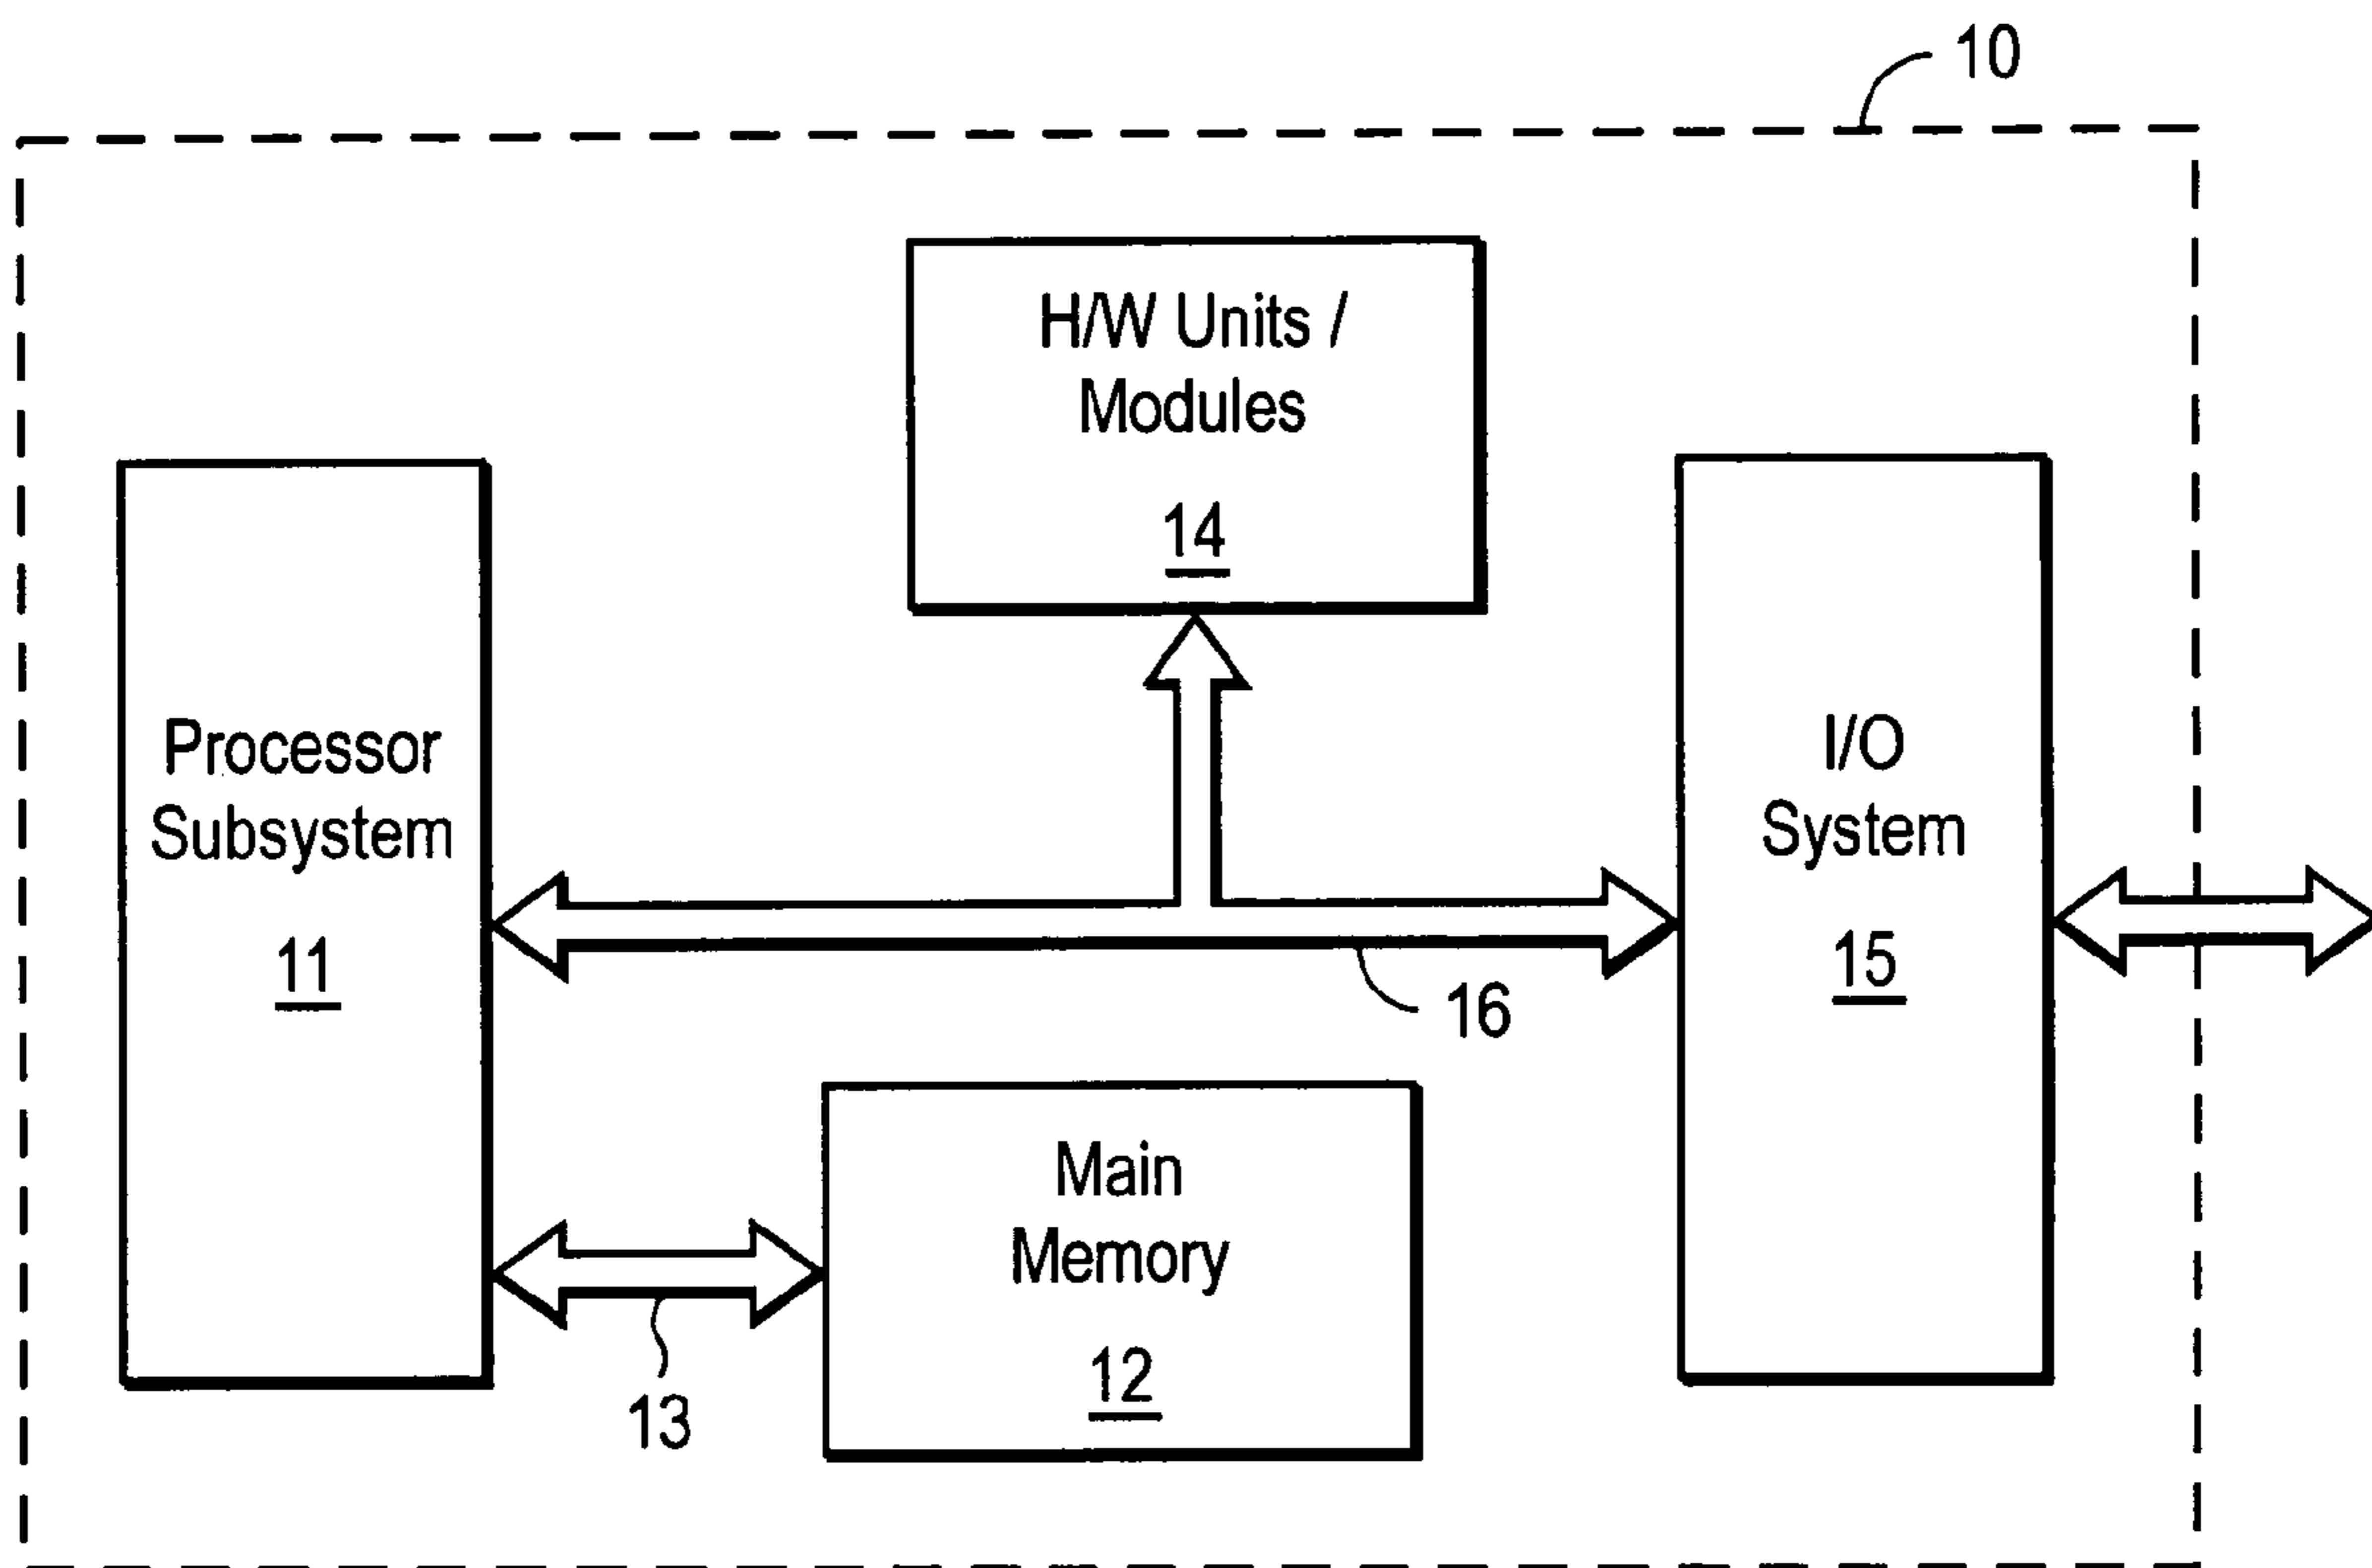 10
H/W Units /
Modules
14
Processor
Subsystem
11
I/O
System
15
16
Main
Memory
12
13